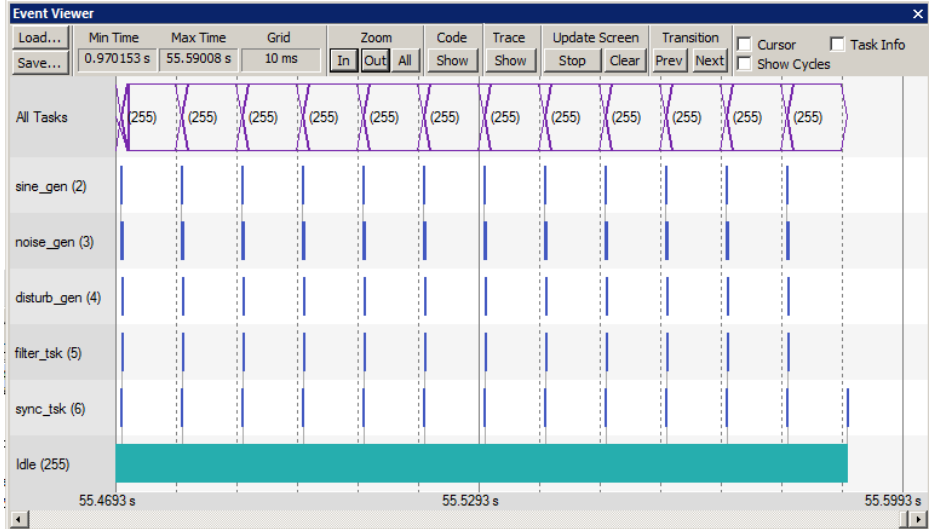 Event Viewer
Load... Min Time Max Time Grid Zoom Code Trace Update Screen Transition Cursor Task Info
Save... 0.970153 s 55.59008 s 10 ms In Out All Show Show Stop Clear Prev Next Show Cycles
All Tasks (255) (255) (255) (255) (255) (255) (255) (255) (255) (255) (255) (255)
sine_gen (2)
noise_gen (3)
disturb_gen (4)
filter_tsk (5)
sync_tsk (6)
Idle (255)
55.4693 s 55.5293 s 55.5993 s